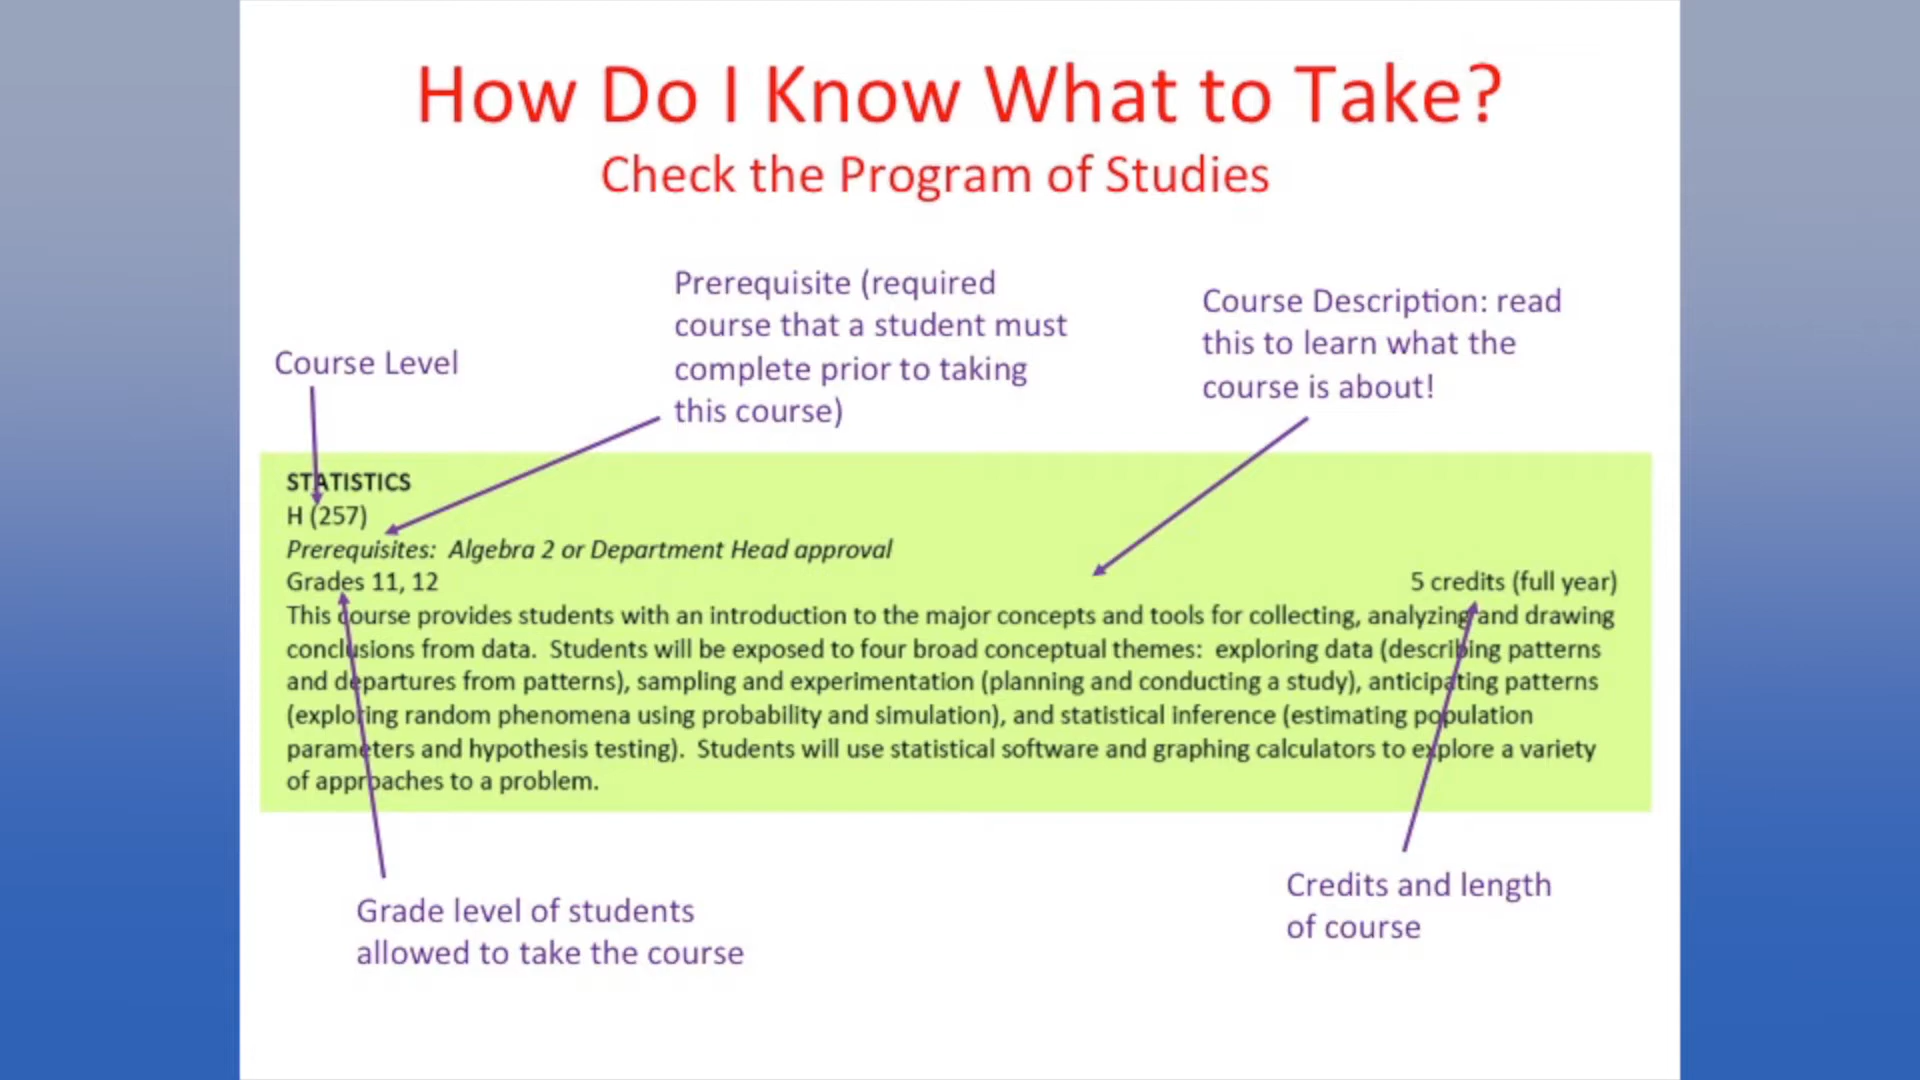 How Do I Know What to Take?
Check the Program of Studies
Course Level
Prerequisite (required
course that a student must
complete prior to taking
this course)
Course Description: read
this to learn what the
course is about!
STATISTICS
H (257)
Prerequisites:  Algebra 2 or Department Head approval
Grades 11, 12
5 credits (full year)
This course provides students with an introduction to the major concepts and tools for collecting, analyzing and drawing
conclusions from data.  Students will be exposed to four broad conceptual themes:  exploring data (describing patterns
and departures from patterns), sampling and experimentation (planning and conducting a study), anticipating patterns
(exploring random phenomena using probability and simulation), and statistical inference (estimating population
parameters and hypothesis testing).  Students will use statistical software and graphing calculators to explore a variety
of approaches to a problem.
Grade level of students
allowed to take the course
Credits and length
of course